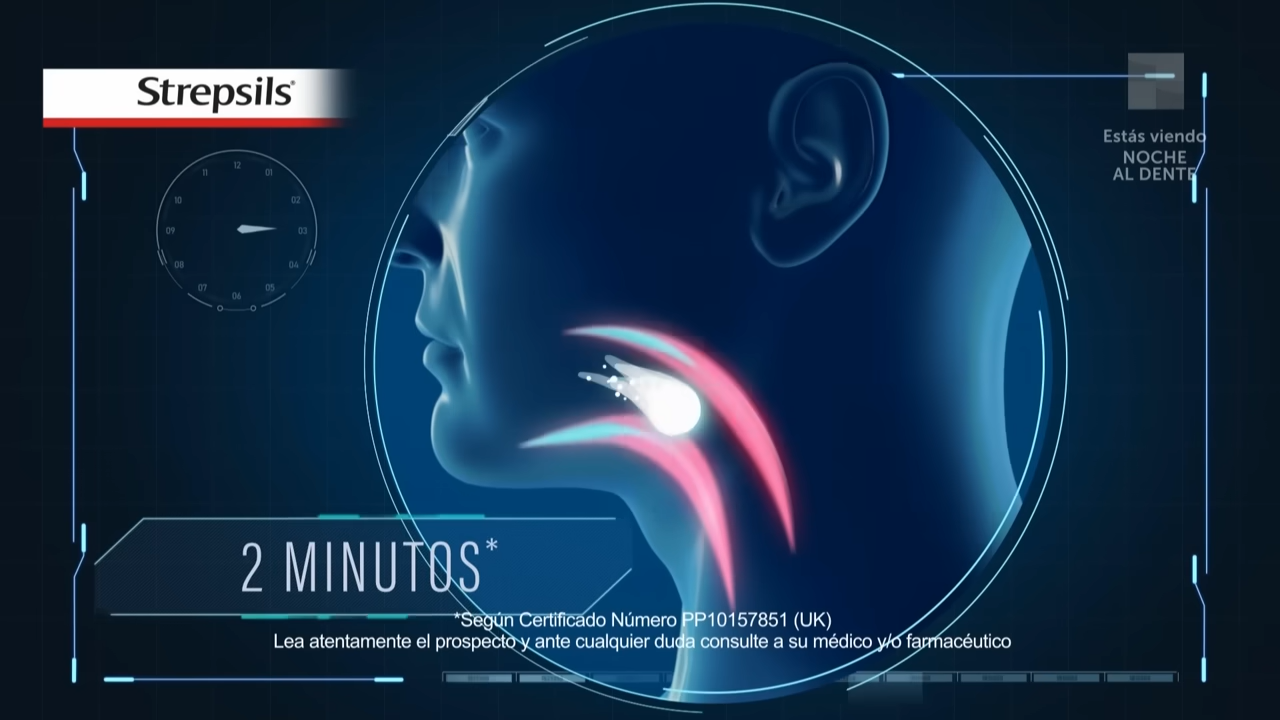 Strepsils®
Estás viendo
NOCHE
AL DENTE
12
11
01
10
02
09
03
08
04
07
05
06
2 MINUTOS*
*Según Certificado Número PP10157851 (UK)
Lea atentamente el prospecto y ante cualquier duda consulte a su médico y/o farmacéutico